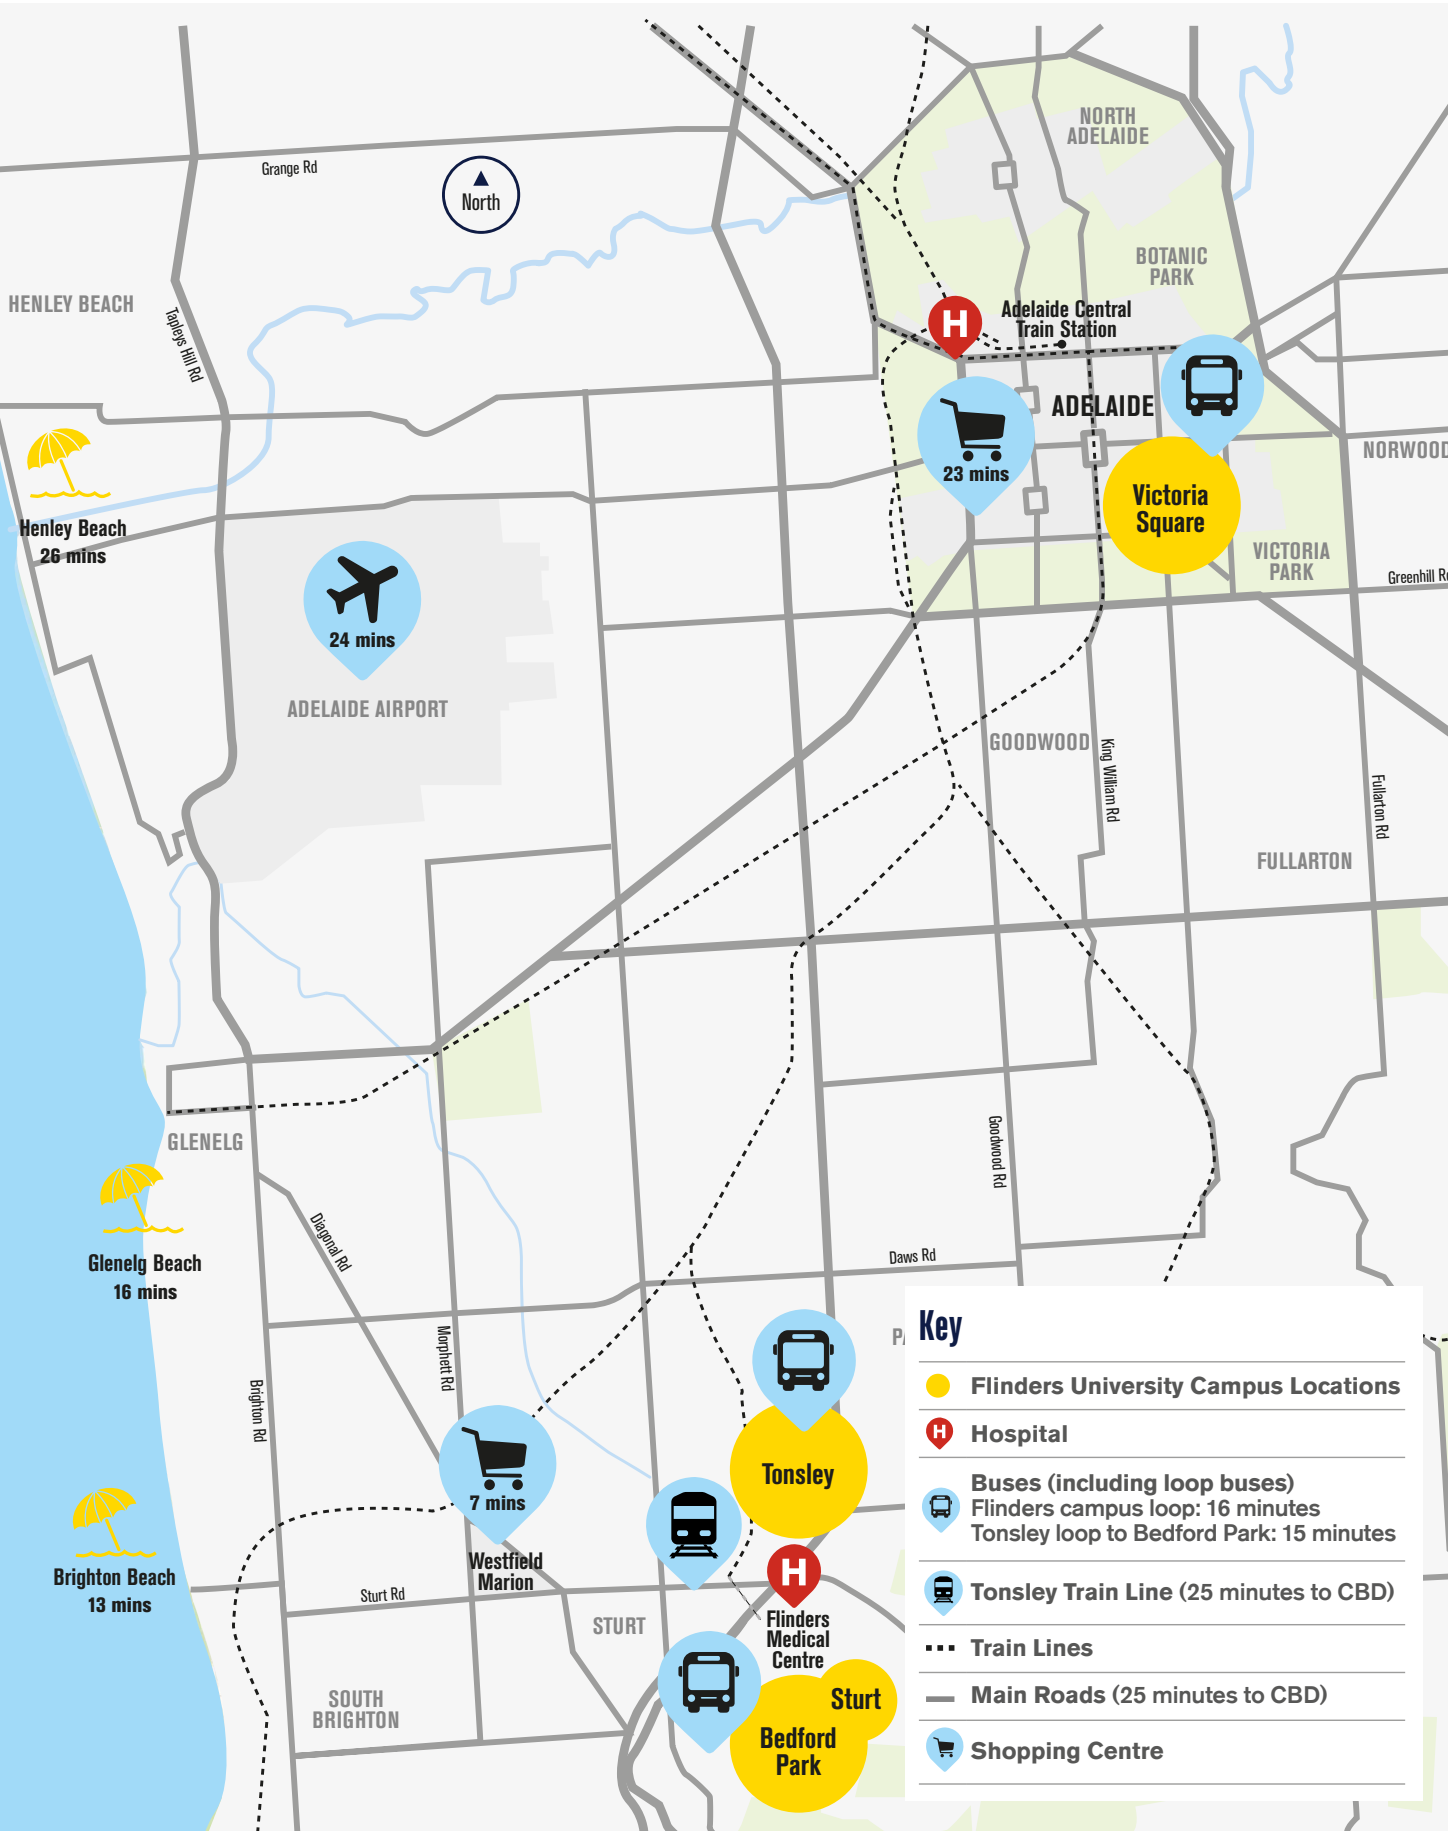 NORTH
ADELAIDE
Grange Rd
North
BOTANIC
PARK
HENLEY BEACH
Tapleys Hill Rd
H
Adelaide Central
Train Station
ADELAIDE
NORWOOD
23 mins
Victoria
Square
Henley Beach
26 mins
VICTORIA
PARK
Greenhill Rd
24 mins
ADELAIDE AIRPORT
GOODWOOD
King William Rd
Fullarton Rd
FULLARTON
GLENELG
Goodwood Rd
Diagonal Rd
Glenelg Beach
16 mins
Daws Rd
Morphett Rd
Brighton Rd
PA
Tonsley
7 mins
Westfield
Marion
Brighton Beach
13 mins
Sturt Rd
H
Flinders
Medical
Centre
STURT
SOUTH
BRIGHTON
Sturt
Bedford
Park
Key
Flinders University Campus Locations
H Hospital
Buses (including loop buses)
Flinders campus loop: 16 minutes
Tonsley loop to Bedford Park: 15 minutes
Tonsley Train Line (25 minutes to CBD)
Train Lines
Main Roads (25 minutes to CBD)
Shopping Centre